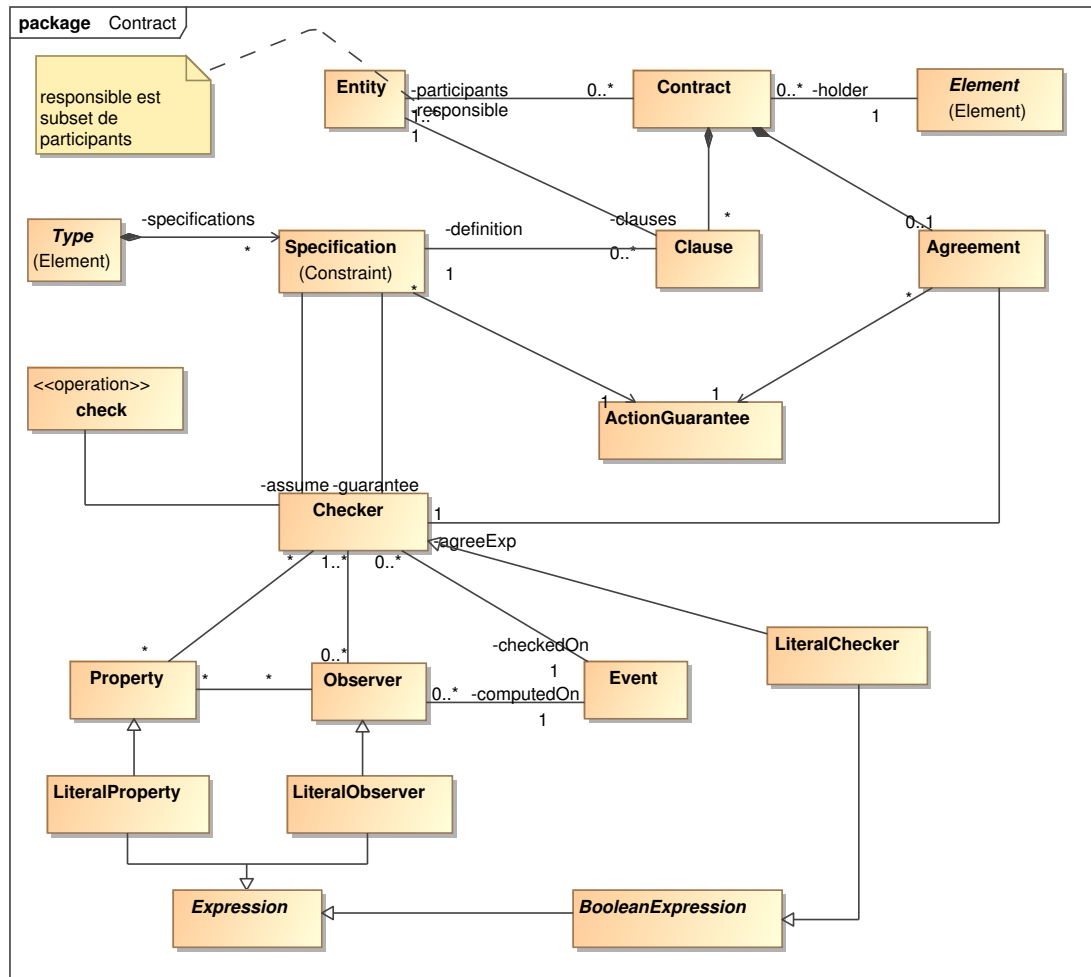 package Contract
responsible est
subset de
participants
Entity
-participants
0..*
Contract
0..* -holder
1
Element
(Element)
1..*
-responsible
1
Type
(Element)
-specifications
*
Specification
(Constraint)
-definition
1
-clauses
0..*
*
Clause
0..1
Agreement
*
*
<<operation>>
check
1
1
ActionGuarantee
-assume -guarantee
Checker
1
-agreeExp
*
1..*
0..*
*
0..*
-checkedOn
1
LiteralChecker
Property
*
*
Observer
0..* -computedOn
1
Event
LiteralProperty
LiteralObserver
Expression
BooleanExpression